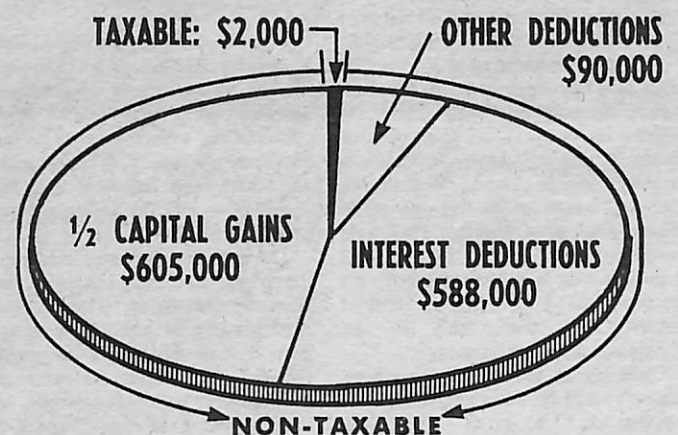 TAXABLE: $2,000
OTHER DEDUCTIONS
$90,000
½ CAPITAL GAINS
$605,000
INTEREST DEDUCTIONS
$588,000
NON-TAXABLE